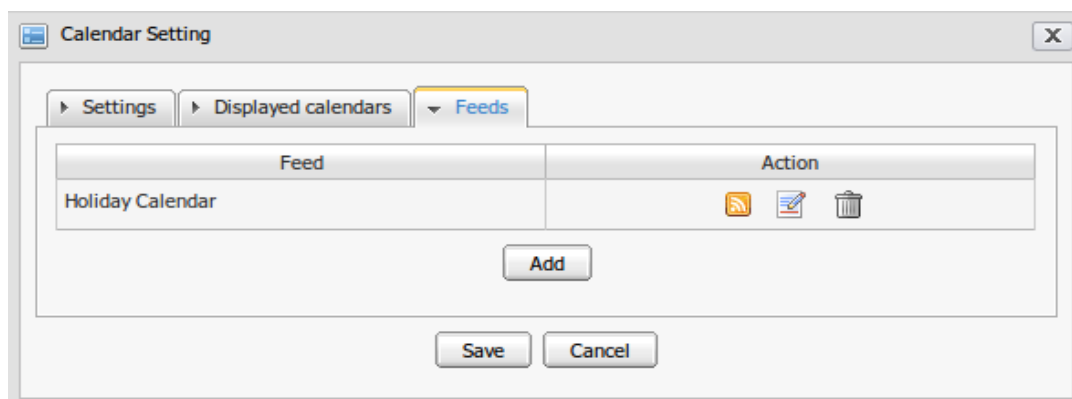 Calendar Setting
X
Settings
Displayed calendars
Feeds
Feed Action
Holiday Calendar
Add
Save Cancel